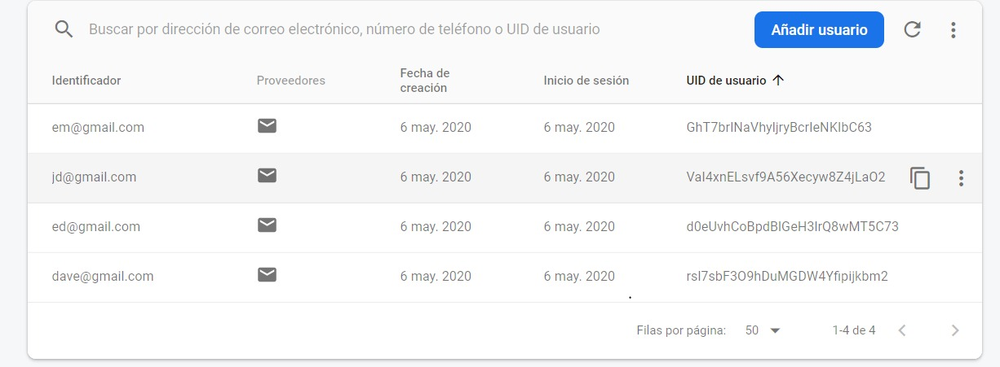 Buscar por dirección de correo electrónico, número de teléfono o UID de usuario
Añadir usuario
Identificador Proveedores Fecha de creación Inicio de sesión UID de usuario
em@gmail.com 6 may. 2020 6 may. 2020 GhT7brINaVhyIjryBcrIeNKIbC63
jd@gmail.com 6 may. 2020 6 may. 2020 VaI4xnELsvf9A56Xecyw8Z4jLaO2
ed@gmail.com 6 may. 2020 6 may. 2020 d0eUvhCoBpdBIGeH3IrQ8wMT5C73
dave@gmail.com 6 may. 2020 6 may. 2020 rsI7sbF3O9hDuMGDW4Yfipijkbm2
Filas por página: 50 1-4 de 4